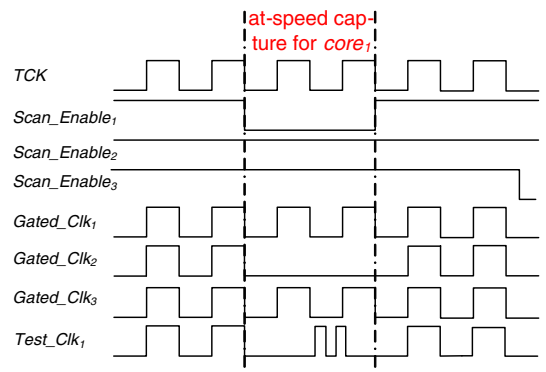 at-speed cap-
ture for core₁
TCK
Scan_Enable₁
Scan_Enable₂
Scan_Enable₃
Gated_Clk₁
Gated_Clk₂
Gated_Clk₃
Test_Clk₁